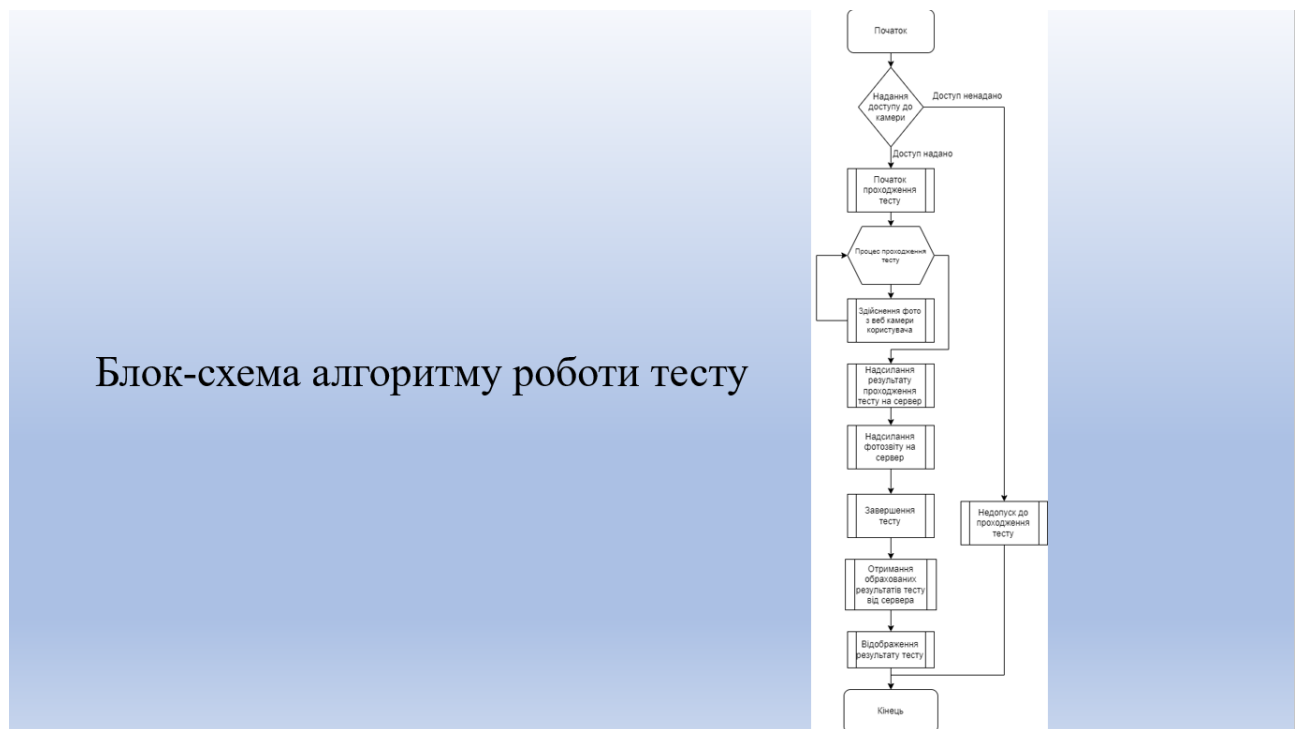 Блок-схема алгоритму роботи тесту
Початок
Надання
доступу до
камери
Доступ ненадано
Доступ надано
Початок
проходження
тесту
Процес проходження
тесту
Здійснення фото
з веб камери
користувача
Надсилання
результату
проходження
тесту на сервер
Надсилання
фотозвіту на
сервер
Завершення
тесту
Недопуск до
проходження
тесту
Отримання
обрахованих
результатів тесту
від сервера
Відображення
результату тесту
Кінець